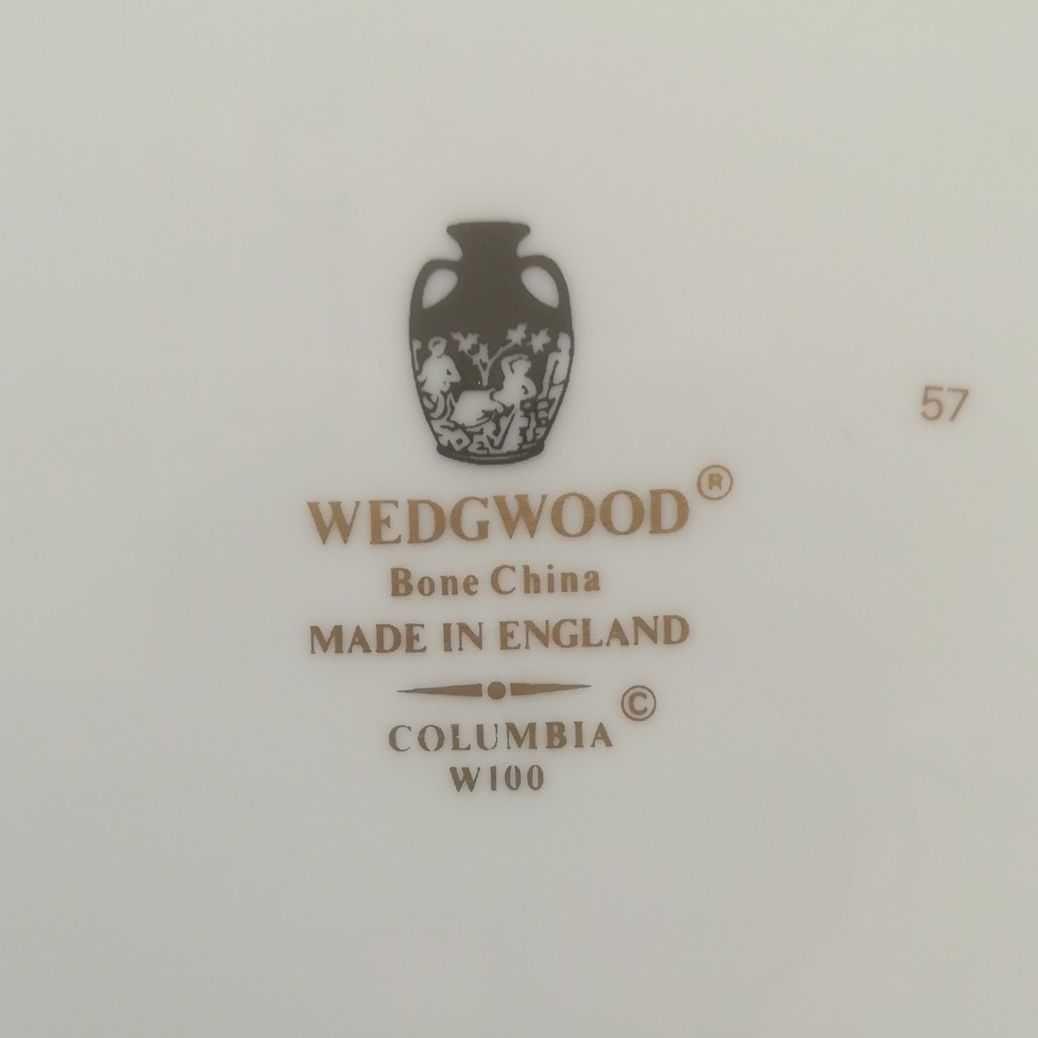 WEDGWOOD®
Bone China
MADE IN ENGLAND
COLUMBIA©
W100
57